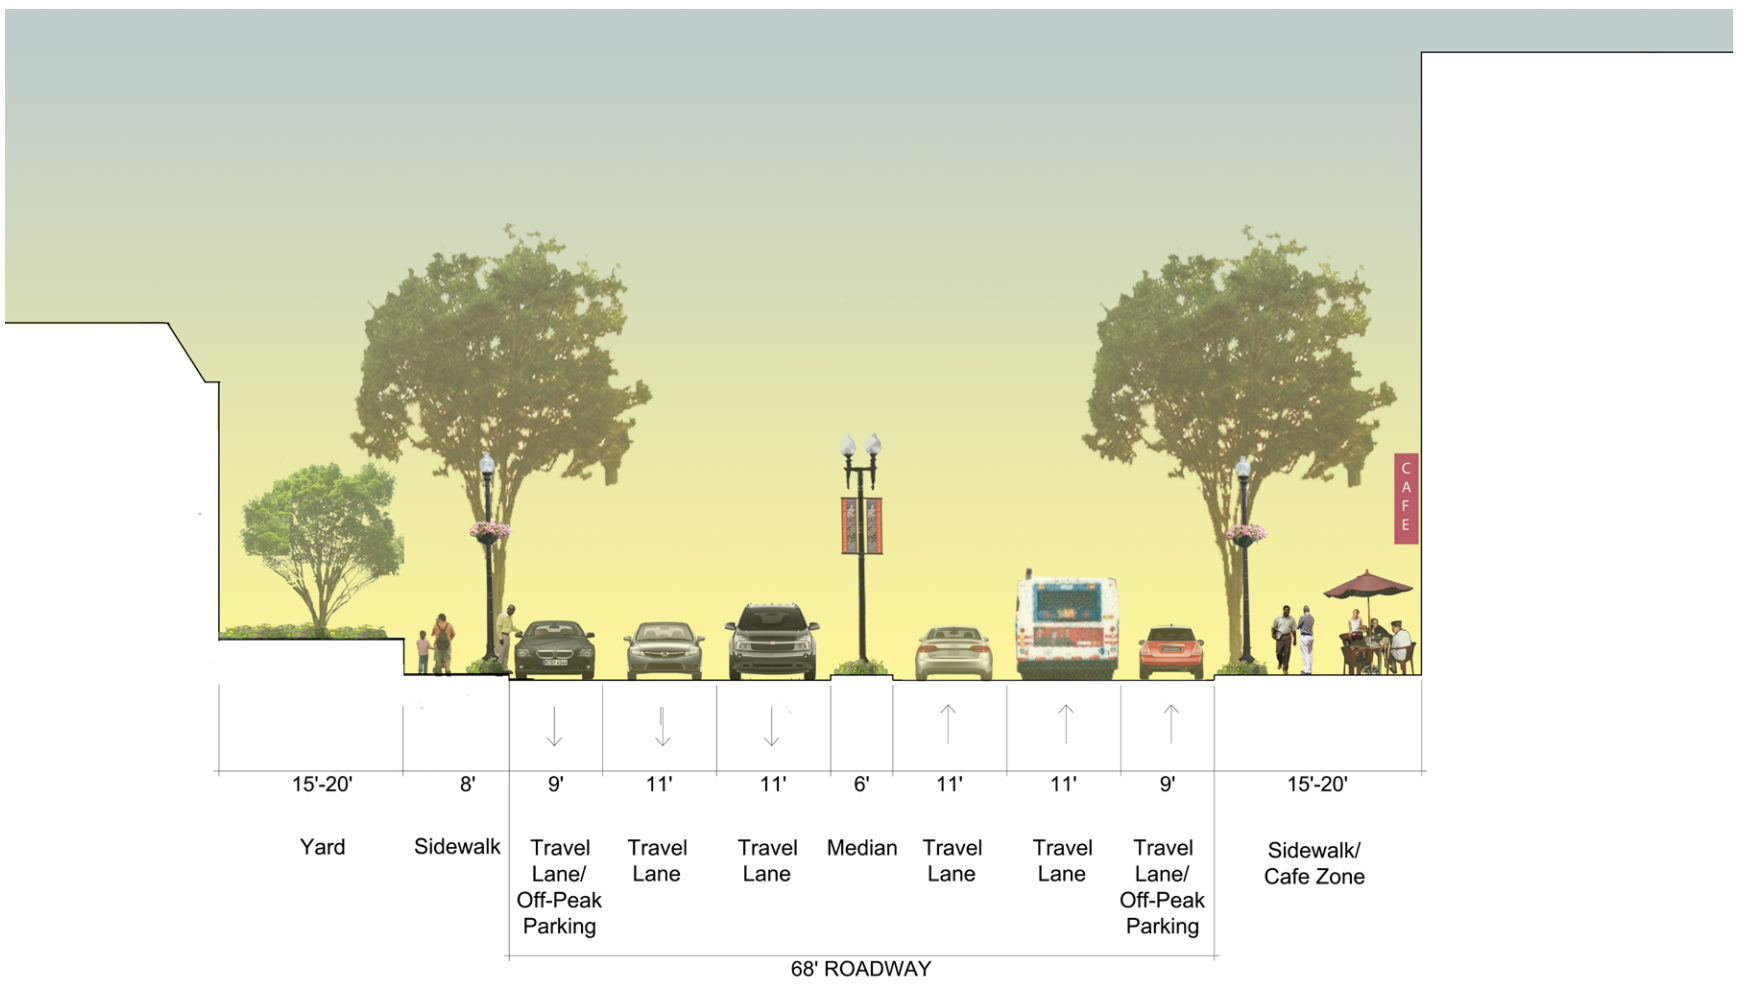 C
A
F
E
15'-20'
8'
9'
11'
11'
6'
11'
11'
9'
15'-20'
Yard
Sidewalk
Travel
Lane/
Off-Peak
Parking
Travel
Lane
Travel
Lane
Median
Travel
Lane
Travel
Lane
Travel
Lane/
Off-Peak
Parking
Sidewalk/
Cafe Zone
68' ROADWAY